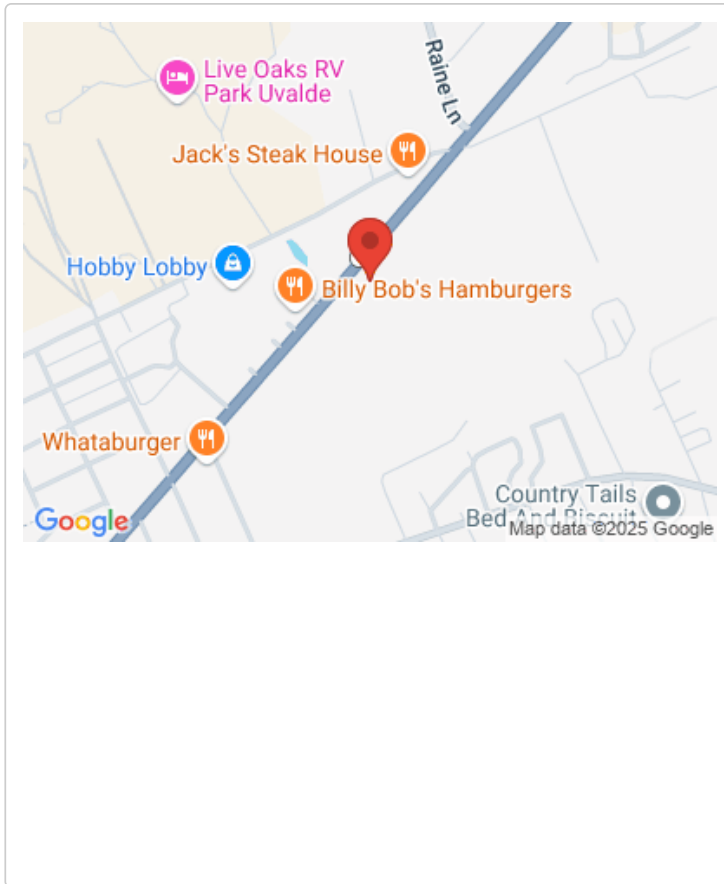 Raine Ln
Live Oaks RV
Park Uvalde
Jack's Steak House
Hobby Lobby
Billy Bob's Hamburgers
Whataburger
Country Tails
Bed And Biscuit
Google
Map data ©2025 Google